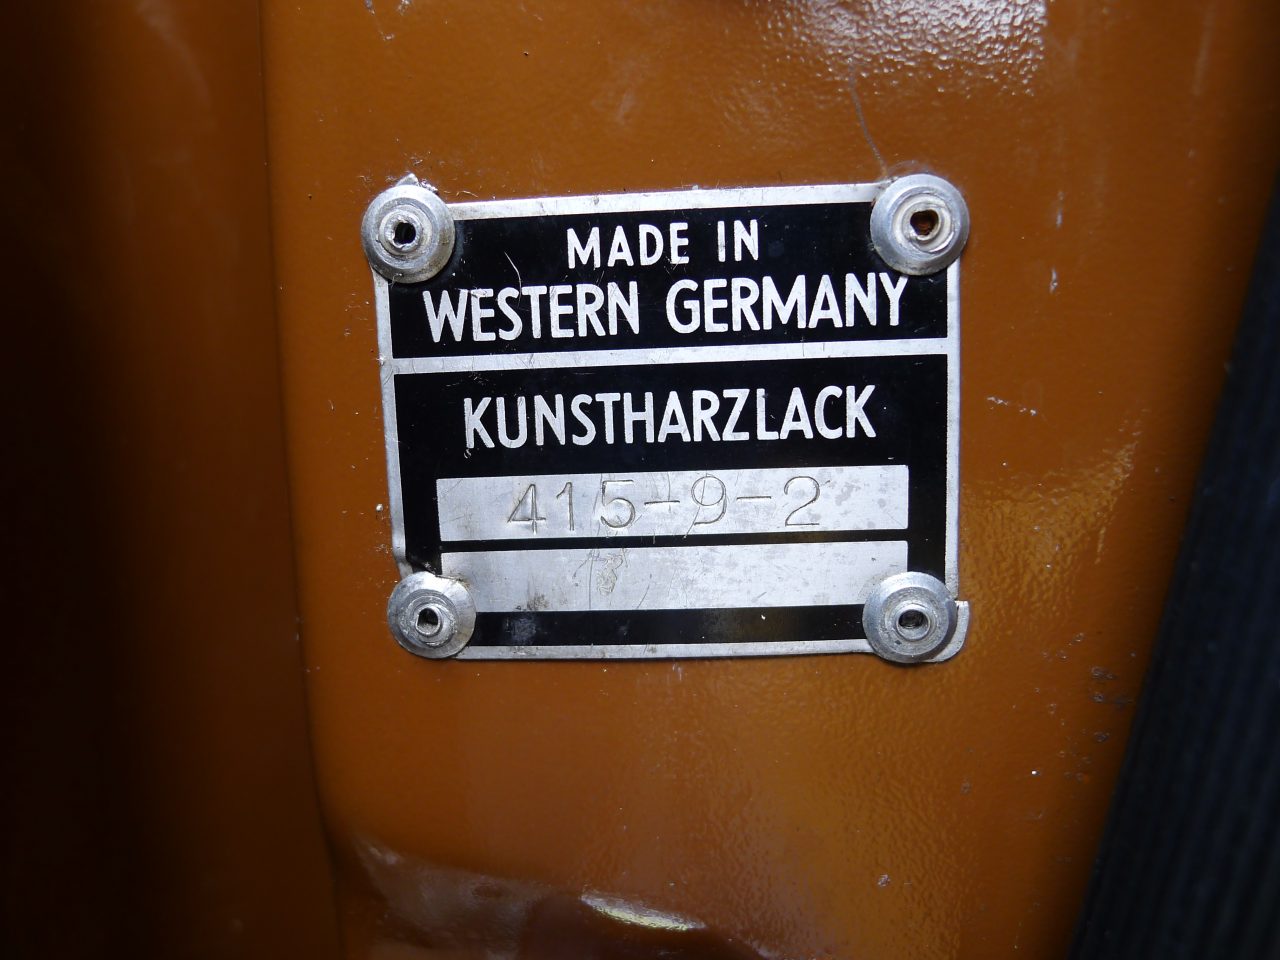 MADE IN
WESTERN GERMANY
KUNSTHARZLACK
415-9-2